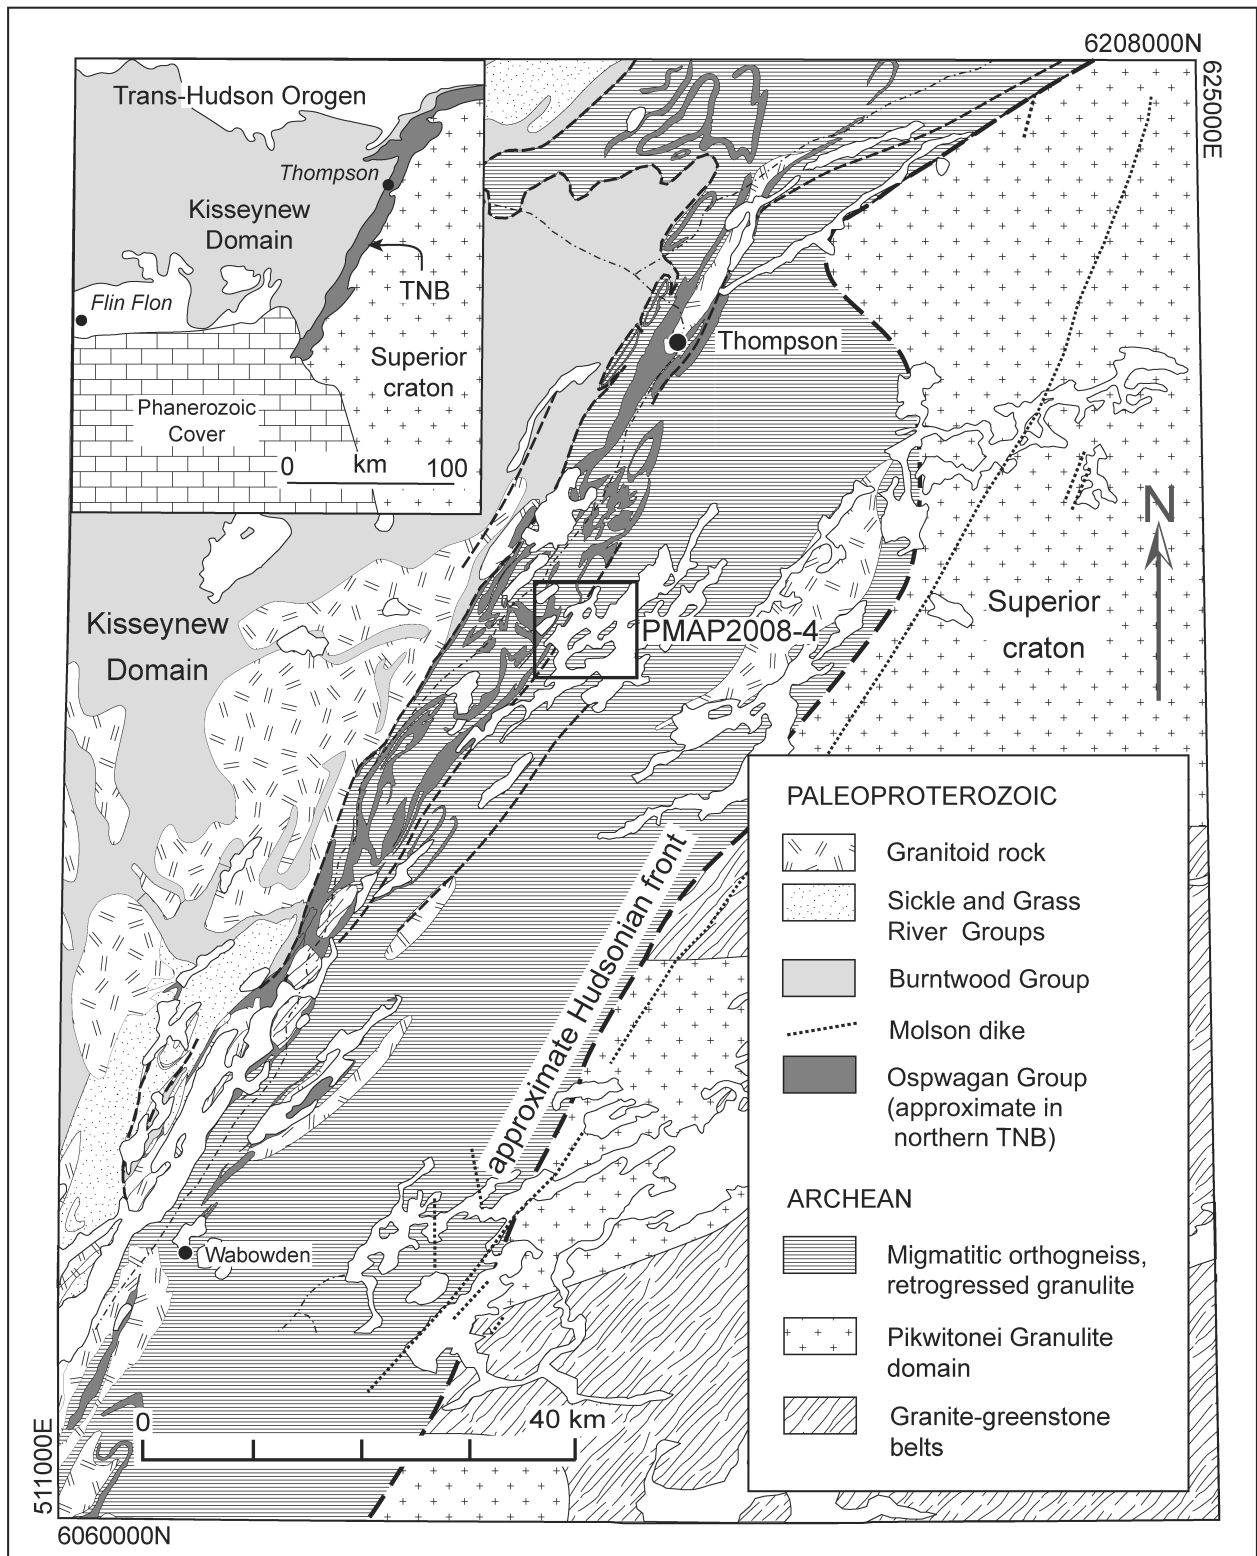 6208000N
625000E
Trans-Hudson Orogen
Thompson
Kisseynew
Domain
TNB
Flin Flon
Superior
craton
Phanerozoic
Cover
0 km 100
Thompson
N
Kisseynew
Domain
PMAP2008-4
Superior
craton
approximate Hudsonian front
Wabowden
0 40 km
511000E
6060000N
PALEOPROTEROZOIC
Granitoid rock
Sickle and Grass
River Groups
Burntwood Group
Molson dike
Ospwagan Group
(approximate in
northern TNB)
ARCHEAN
Migmatitic orthogneiss,
retrogressed granulite
Pikwitonei Granulite
domain
Granite-greenstone
belts